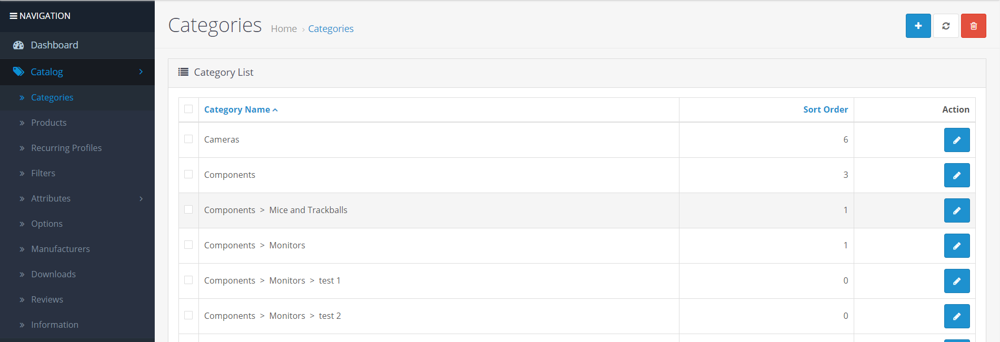 NAVIGATION
Dashboard
Catalog
Categories
Products
Recurring Profiles
Filters
Attributes
Options
Manufacturers
Downloads
Reviews
Information
Categories Home › Categories
Category List
Category Name Sort Order Action
Cameras 6
Components 3
Components > Mice and Trackballs 1
Components > Monitors 1
Components > Monitors > test 1 0
Components > Monitors > test 2 0